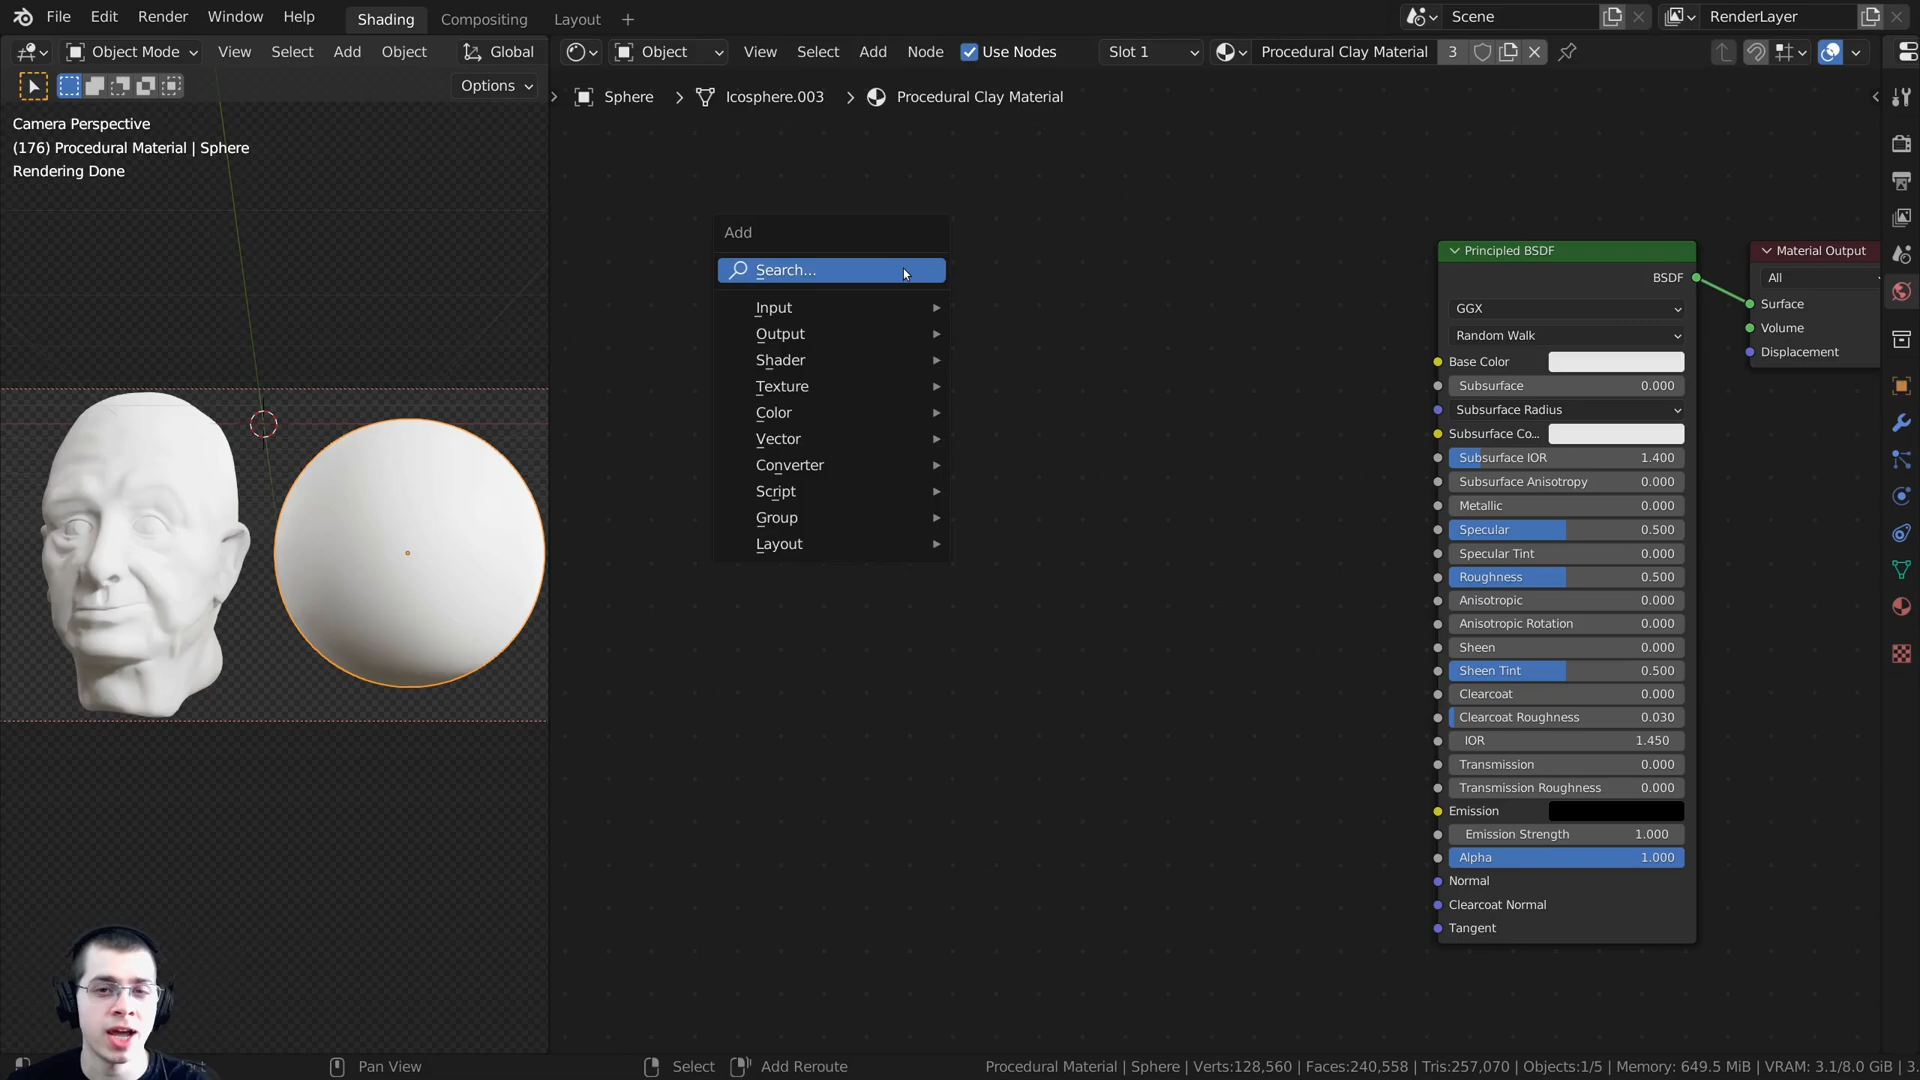 File Edit Render Window Help Shading Compositing Layout + Scene RenderLayer
Object Mode View Select Add Object Global Object View Select Add Node Use Nodes Slot 1 Procedural Clay Material 3
Options
Sphere > Icosphere.003 > Procedural Clay Material
Camera Perspective
(176) Procedural Material | Sphere
Rendering Done
Add
Search...
Input
Output
Shader
Texture
Color
Vector
Converter
Script
Group
Layout
Principled BSDF
BSDF
GGX
Random Walk
Base Color
Subsurface 0.000
Subsurface Radius
Subsurface Co...
Subsurface IOR 1.400
Subsurface Anisotropy 0.000
Metallic 0.000
Specular 0.500
Specular Tint 0.000
Roughness 0.500
Anisotropic 0.000
Anisotropic Rotation 0.000
Sheen 0.000
Sheen Tint 0.500
Clearcoat 0.000
Clearcoat Roughness 0.030
IOR 1.450
Transmission 0.000
Transmission Roughness 0.000
Emission
Emission Strength 1.000
Alpha 1.000
Normal
Clearcoat Normal
Tangent
Material Output
All
Surface
Volume
Displacement
Pan View Select Add Reroute Procedural Material | Sphere | Verts:128,560 | Faces:240,558 | Tris:257,070 | Objects:1/5 | Memory: 649.5 MiB | VRAM: 3.1/8.0 GiB | 3.